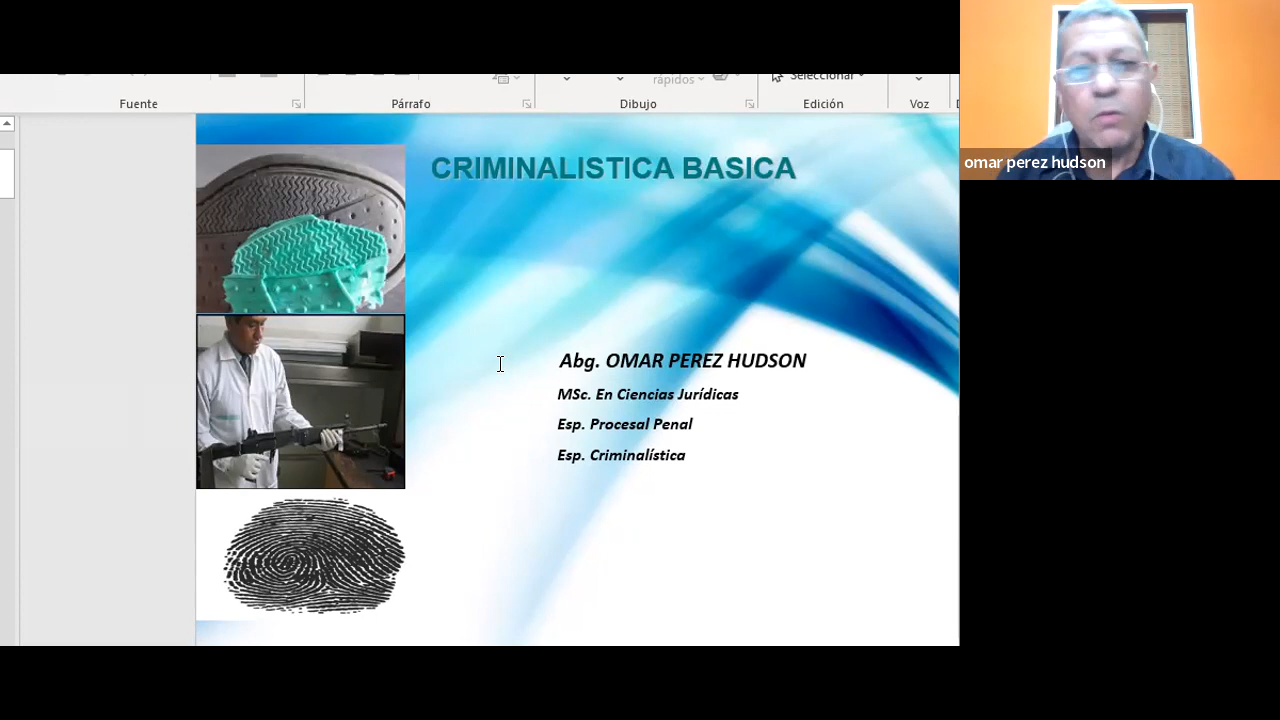 rápidos
Seleccionar
Fuente
Párrafo
Dibujo
Edición
Voz
CRIMINALISTICA BASICA
Abg. OMAR PEREZ HUDSON
MSc. En Ciencias Jurídicas
Esp. Procesal Penal
Esp. Criminalística
omar perez hudson